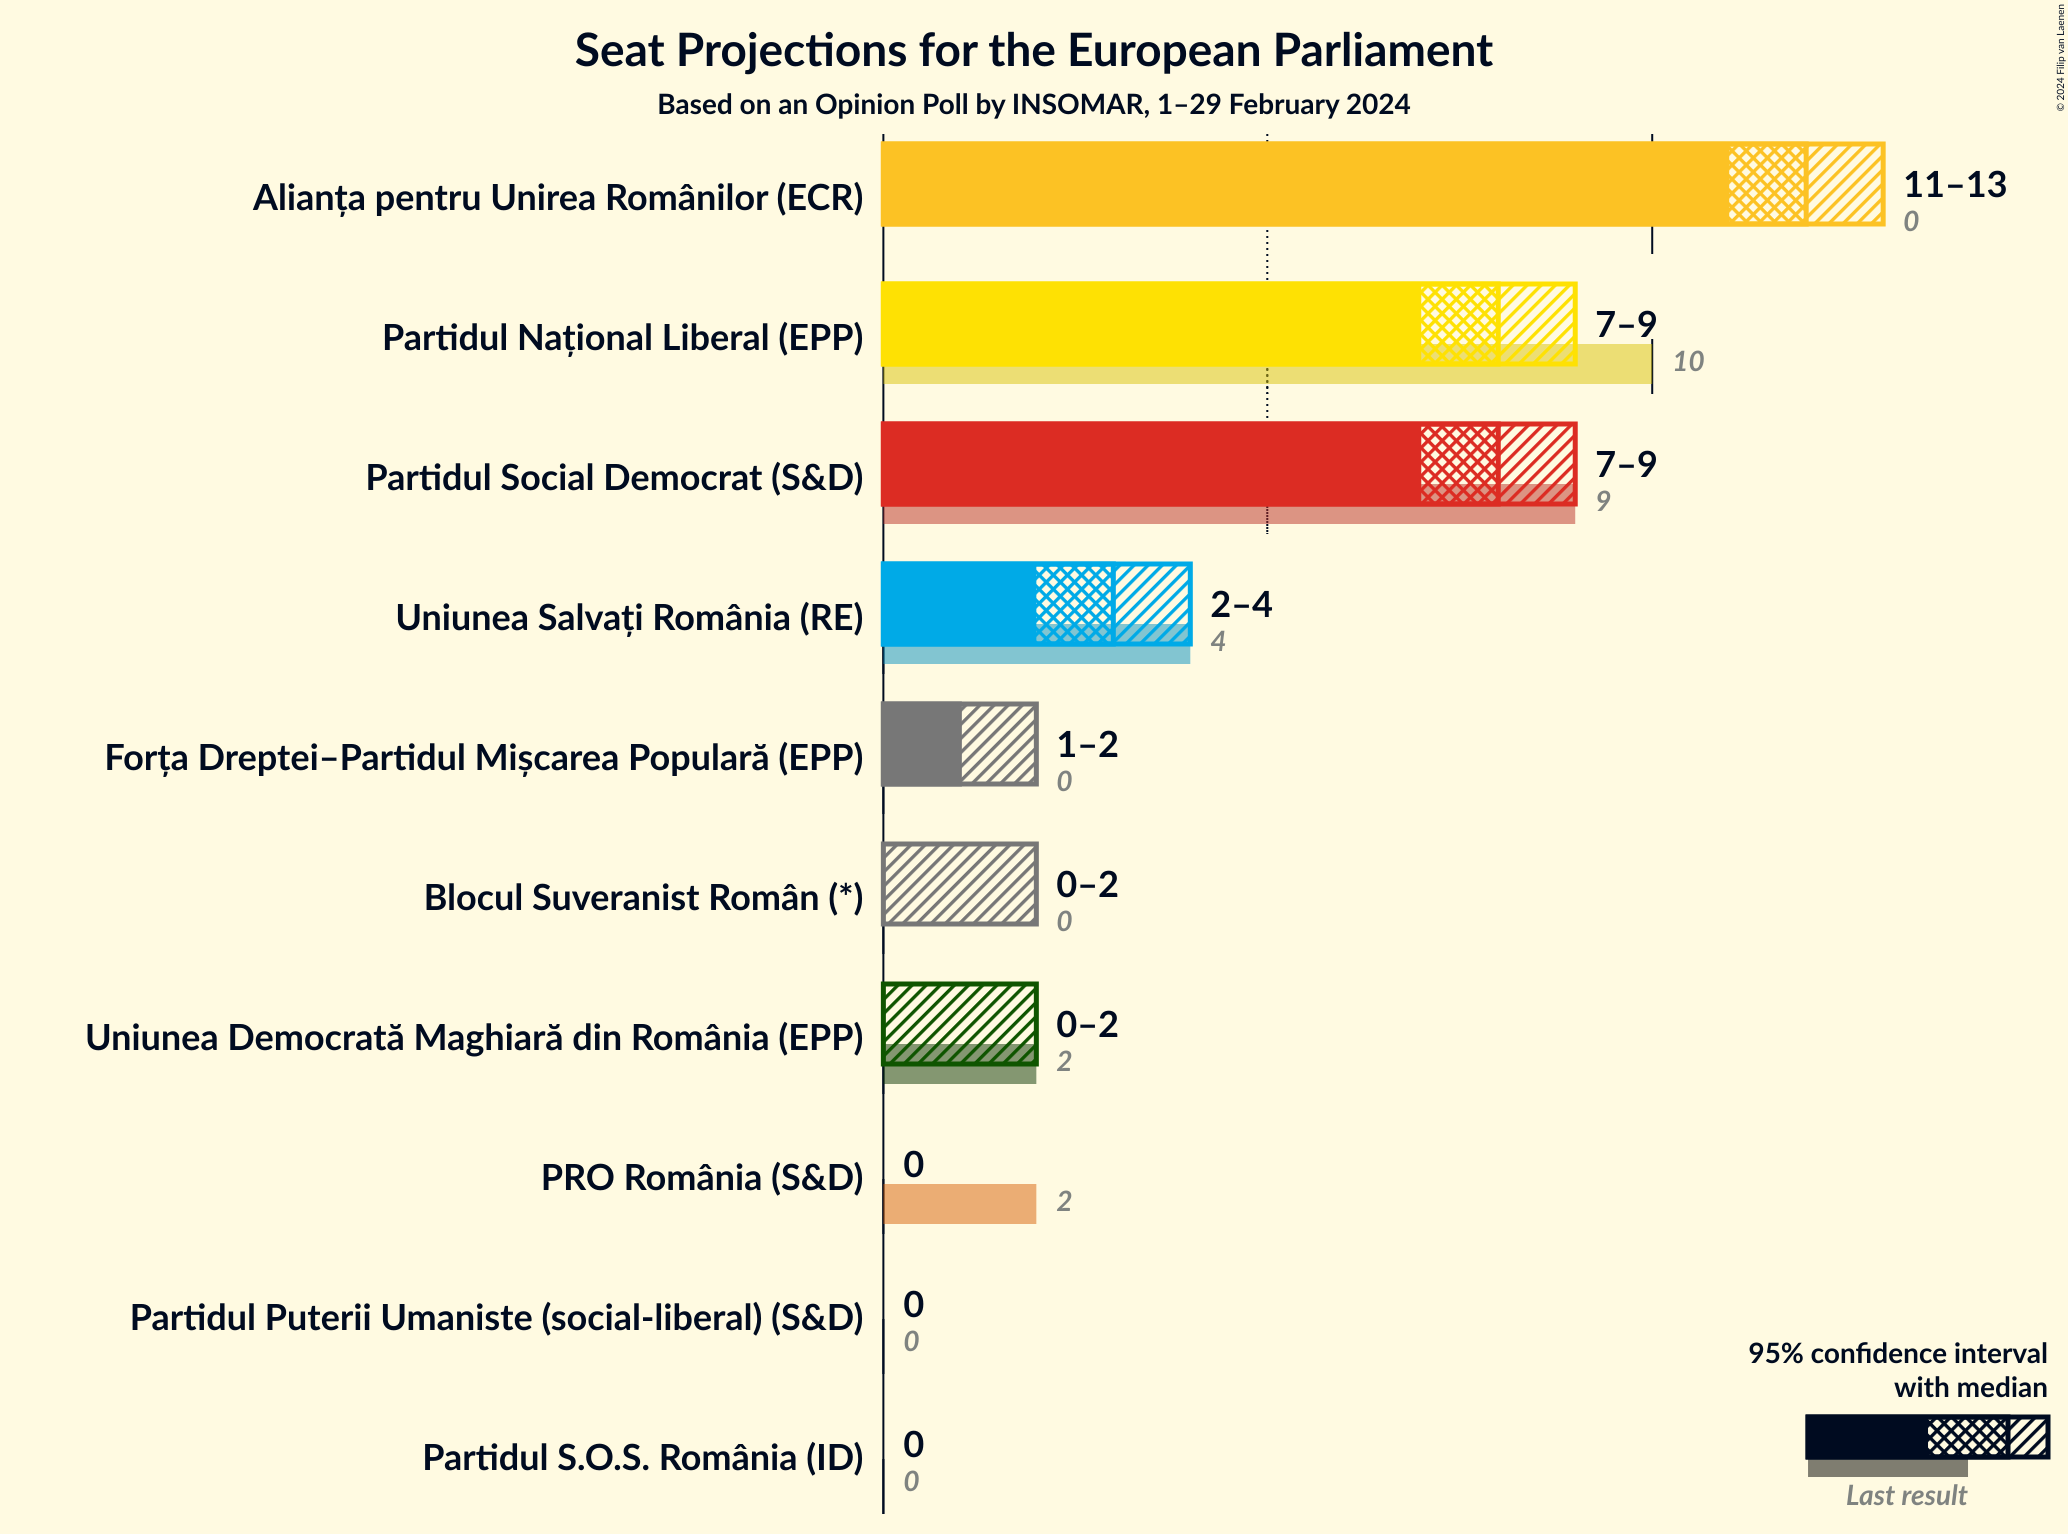 Seat Projections for the European Parliament
Based on an Opinion Poll by INSOMAR, 1–29 February 2024
© 2024 Filip van Laenen
Alianța pentru Unirea Românilor (ECR)
11–13
0
Partidul Național Liberal (EPP)
7–9
10
Partidul Social Democrat (S&D)
7–9
9
Uniunea Salvați România (RE)
2–4
4
Forța Dreptei–Partidul Mișcarea Populară (EPP)
1–2
0
Blocul Suveranist Român (*)
0–2
0
Uniunea Democrată Maghiară din România (EPP)
0–2
2
PRO România (S&D)
0
2
Partidul Puterii Umaniste (social-liberal) (S&D)
0
0
Partidul S.O.S. România (ID)
0
0
95% confidence interval
with median
Last result